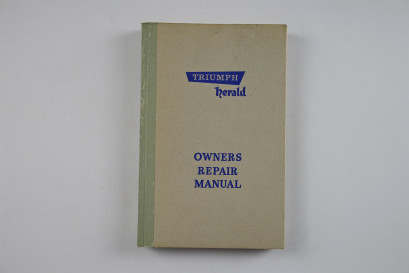 TRIUMPH
herald
OWNERS
REPAIR
MANUAL